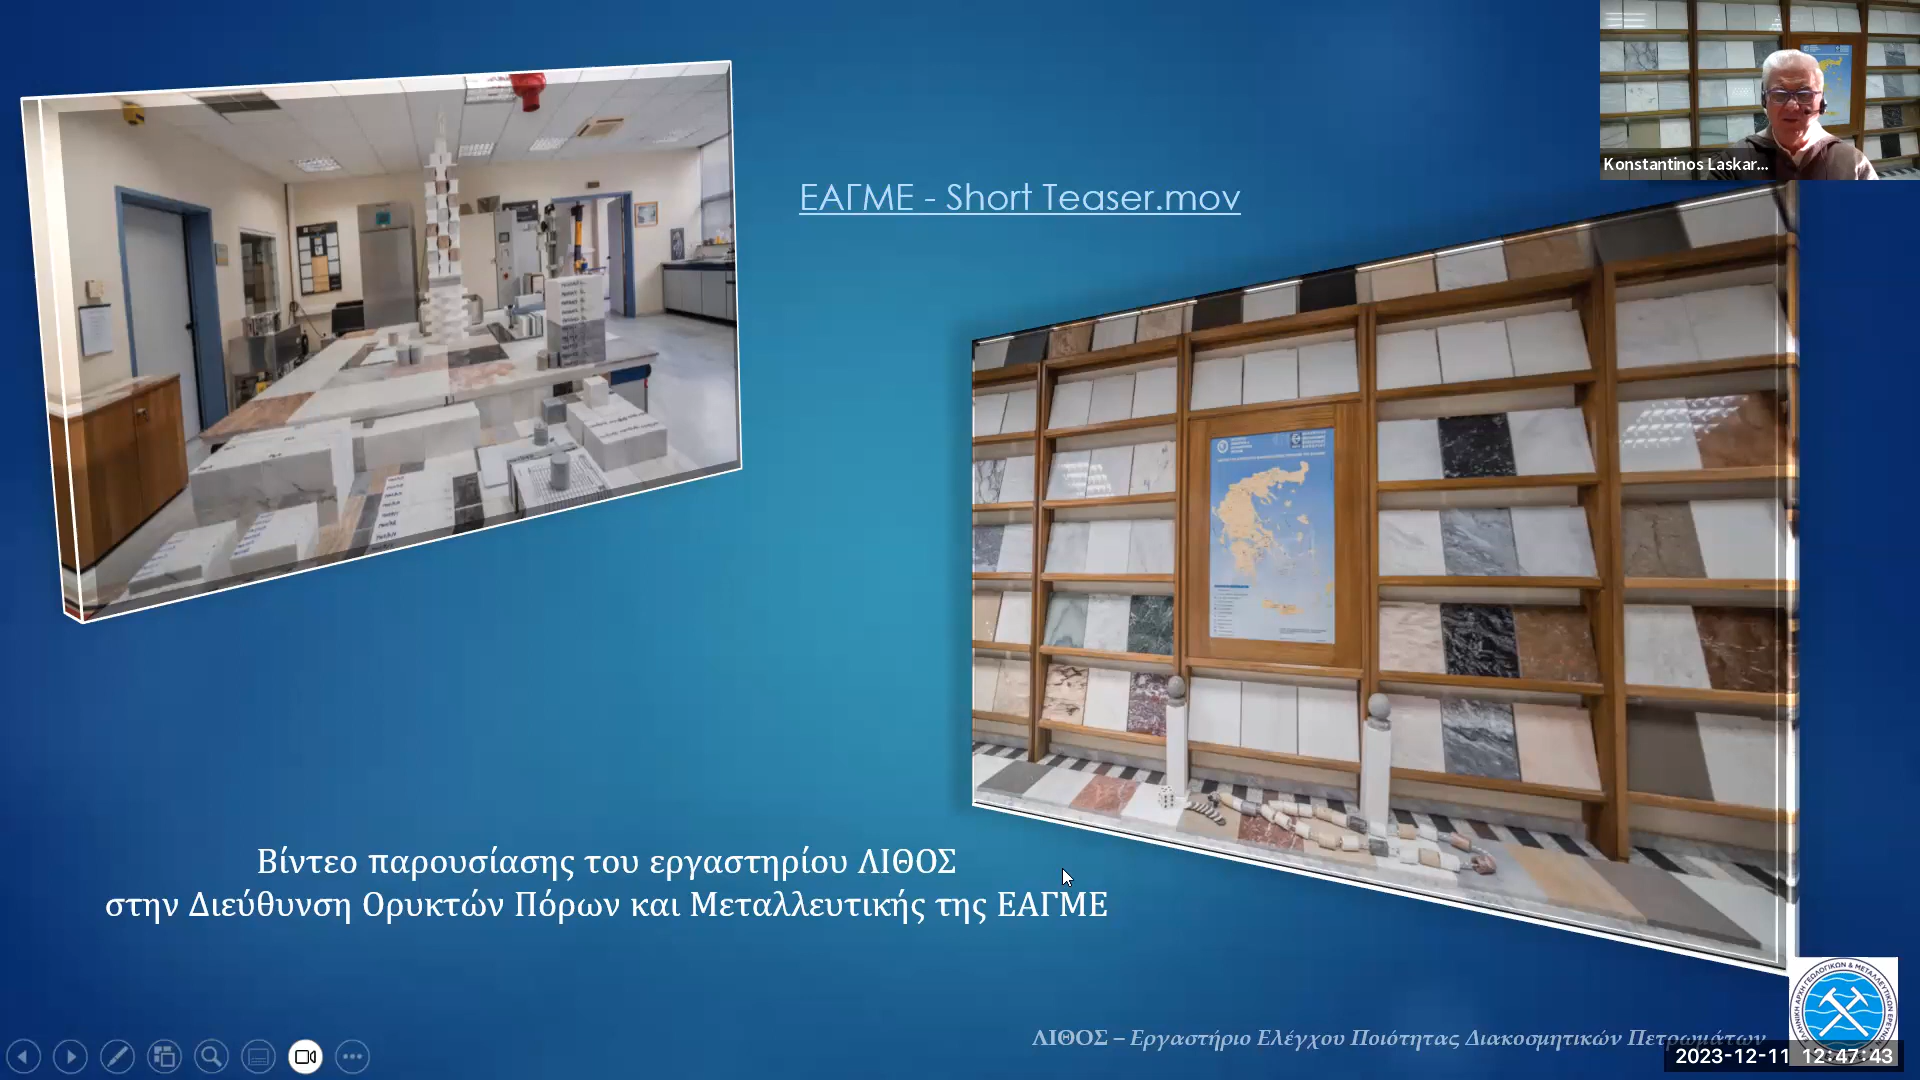 Konstantinos Laskar...
ΕΑΓΜΕ - Short Teaser.mov
Βίντεο παρουσίασης του εργαστηρίου ΛΙΘΟΣ
στην Διεύθυνση Ορυκτών Πόρων και Μεταλλευτικής της ΕΑΓΜΕ
ΛΙΘΟΣ – Εργαστήριο Ελέγχου Ποιότητας Διακοσμητικών Πετρωμάτων
2023-12-11 12:47:43